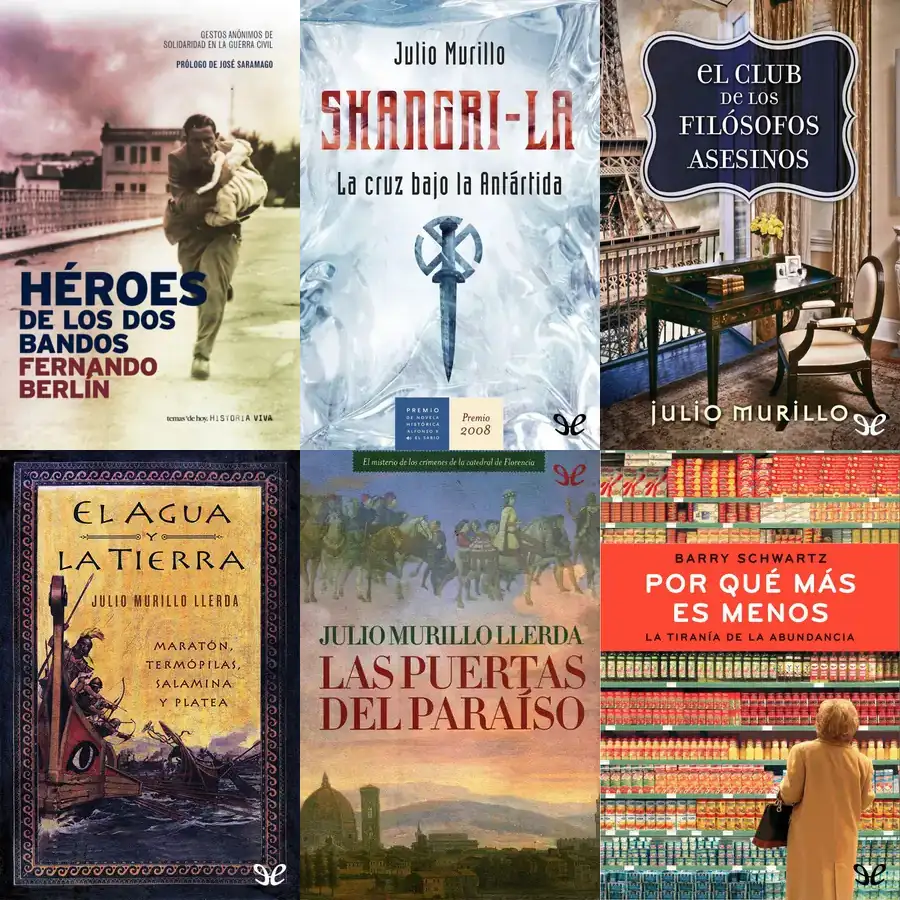 GESTOS ANÓNIMOS DE
SOLIDARIDAD EN LA GUERRA CIVIL
PRÓLOGO DE JOSÉ SARAMAGO
HÉROES
DE LOS DOS
BANDOS
FERNANDO
BERLÍN
temas de hoy. HISTORIA VIVA
Julio Murillo
SHANGRI-LA
La cruz bajo la Antártida
PREMIO
DE NOVELA
HISTÓRICA
ALFONSO X
EL SABIO
Premio
2008
EL CLUB
DE LOS
FILÓSOFOS
ASESINOS
JULIO MURILLO
EL AGUA
Y
LA TIERRA
JULIO MURILLO LLERDA
MARATÓN,
TERMÓPILAS,
SALAMINA
Y PLATEA
El misterio de los crímenes de la catedral de Florencia
JULIO MURILLO LLERDA
LAS PUERTAS
DEL PARAÍSO
BARRY SCHWARTZ
POR QUÉ MÁS
ES MENOS
LA TIRANÍA DE LA ABUNDANCIA